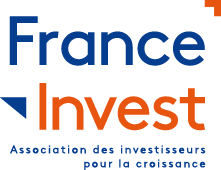 France
Invest
Association des investisseurs
pour la croissance